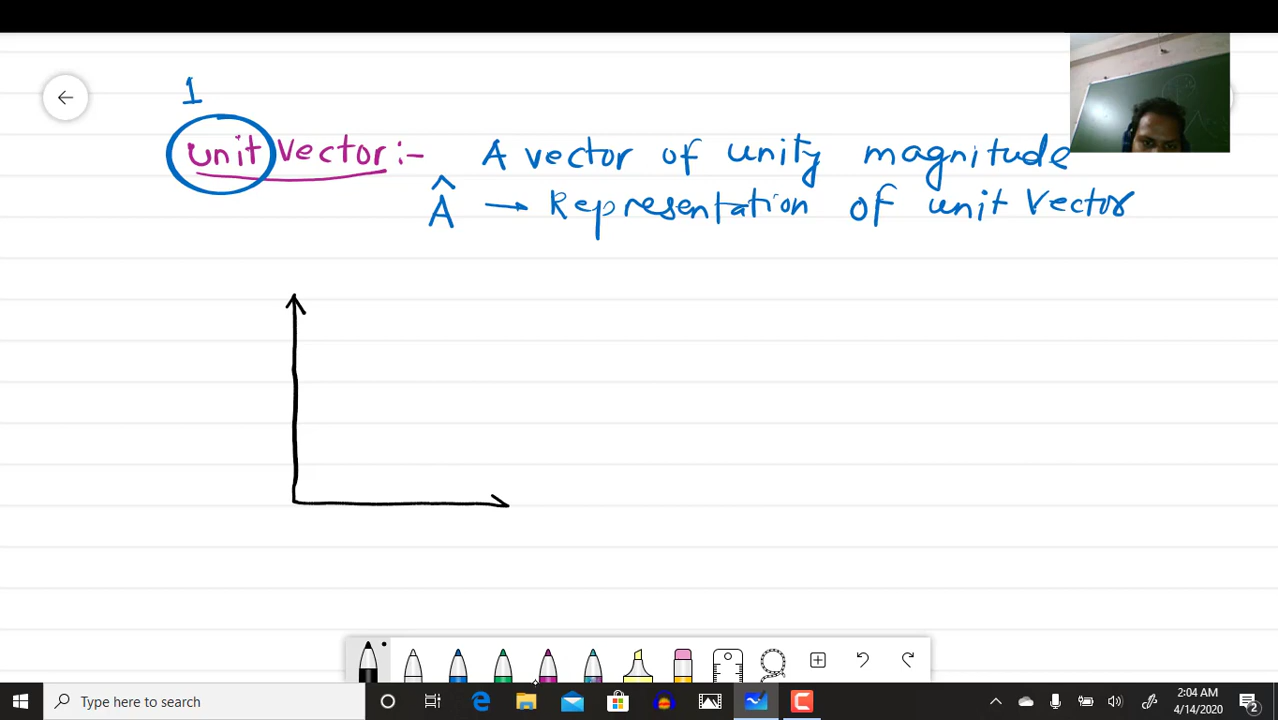 1
Unit Vector :- A vector of unity magnitude
Â → Representation of unit Vector
Type here to search
2:04 AM
4/14/2020
2